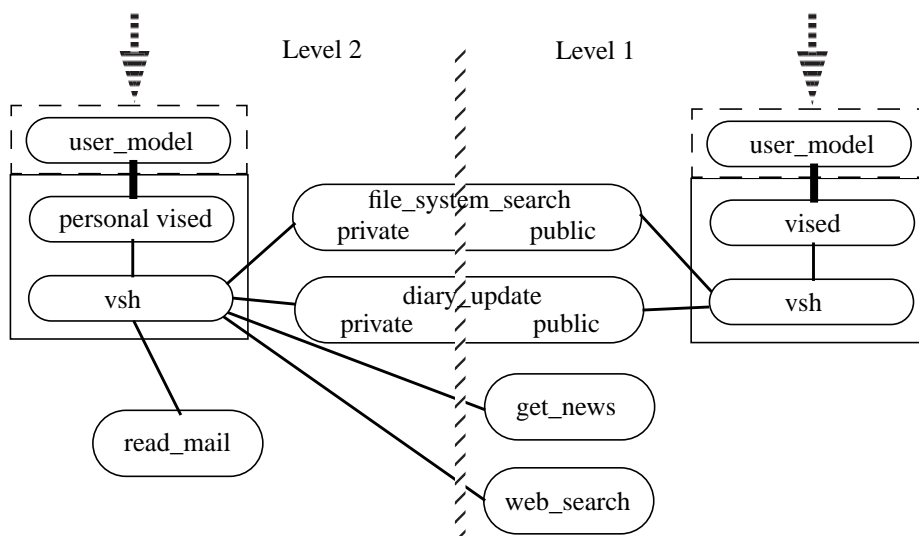 Level 2
Level 1
user_model
user_model
file_system_search
private public
personal vised
vised
diary_update
private public
vsh
vsh
get_news
read_mail
web_search